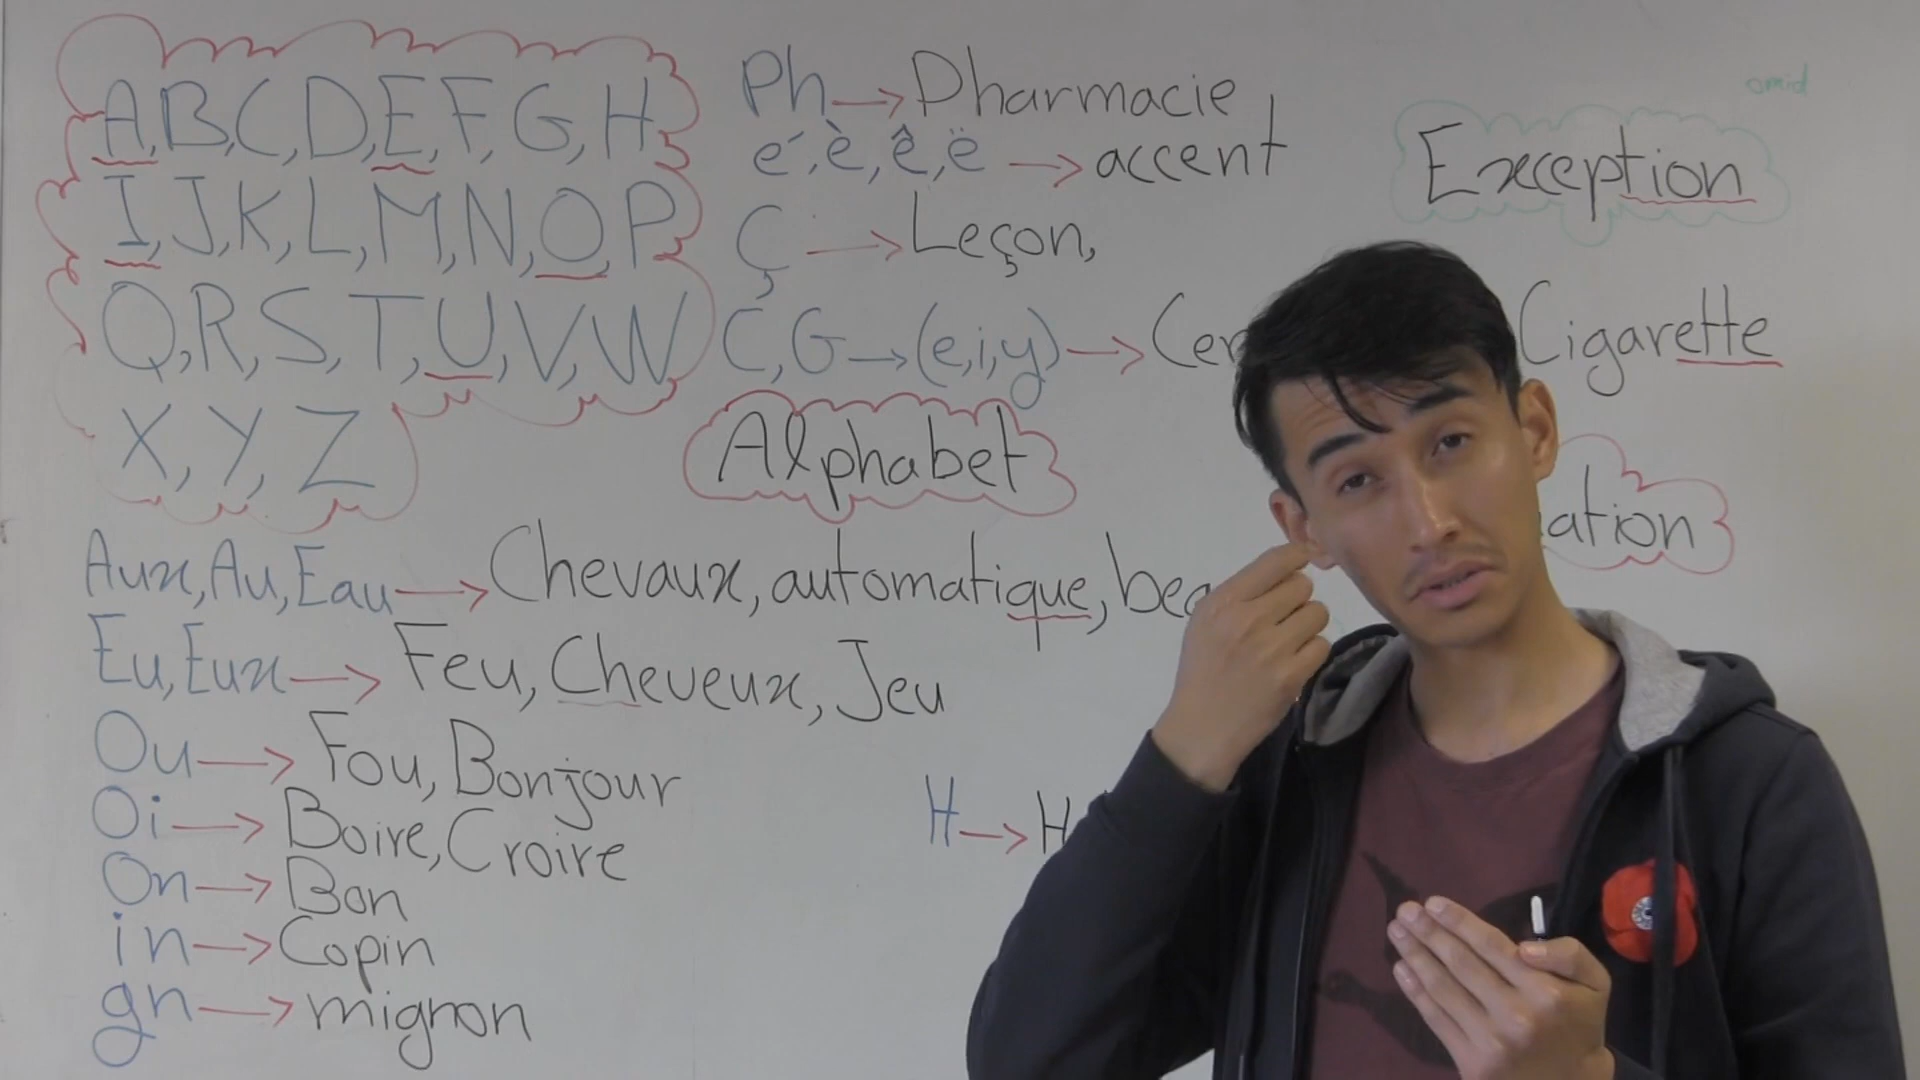 A, B, C, D, E, F, G, H
I, J, K, L, M, N, O, P
Q, R, S, T, U, V, W
X, Y, Z
Ph → Pharmacie
é, è, ê, ë → accent
Ç → Leçon,
C, G → (e,i,y) → Cigarette
Alphabet
Aux, Au, Eau → Chevaux, automatique,
Eu, Eux → Feu, Cheveux, Jeu
Ou → Fou, Bonjour
Oi → Boire, Croire
On → Bon
in → Copin
gn → mignon
H → H
omid
Exception